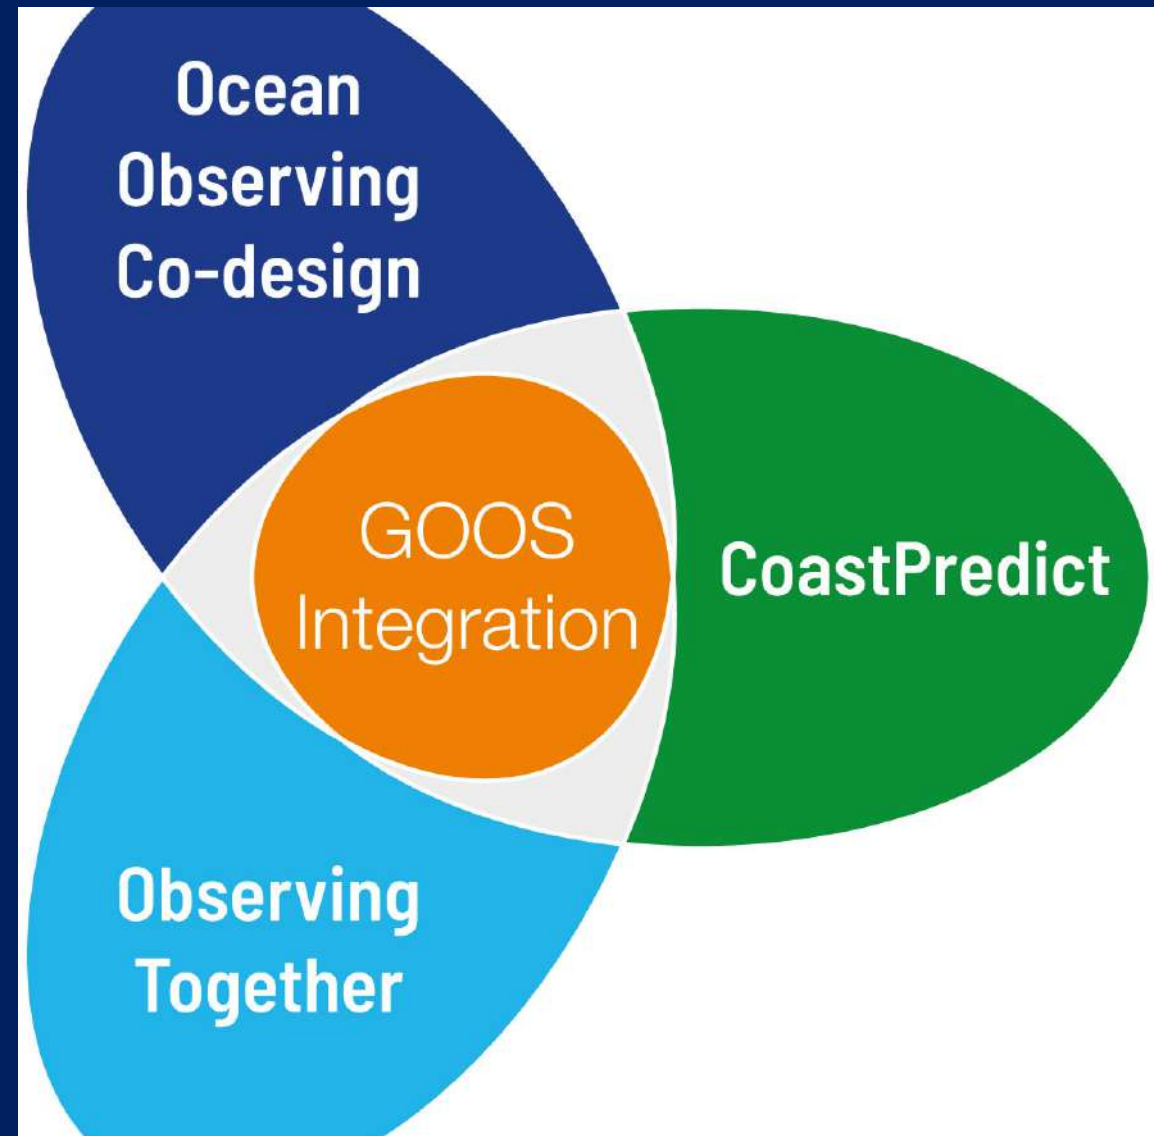 Ocean
Observing
Co-design
GOOS
Integration
CoastPredict
Observing
Together